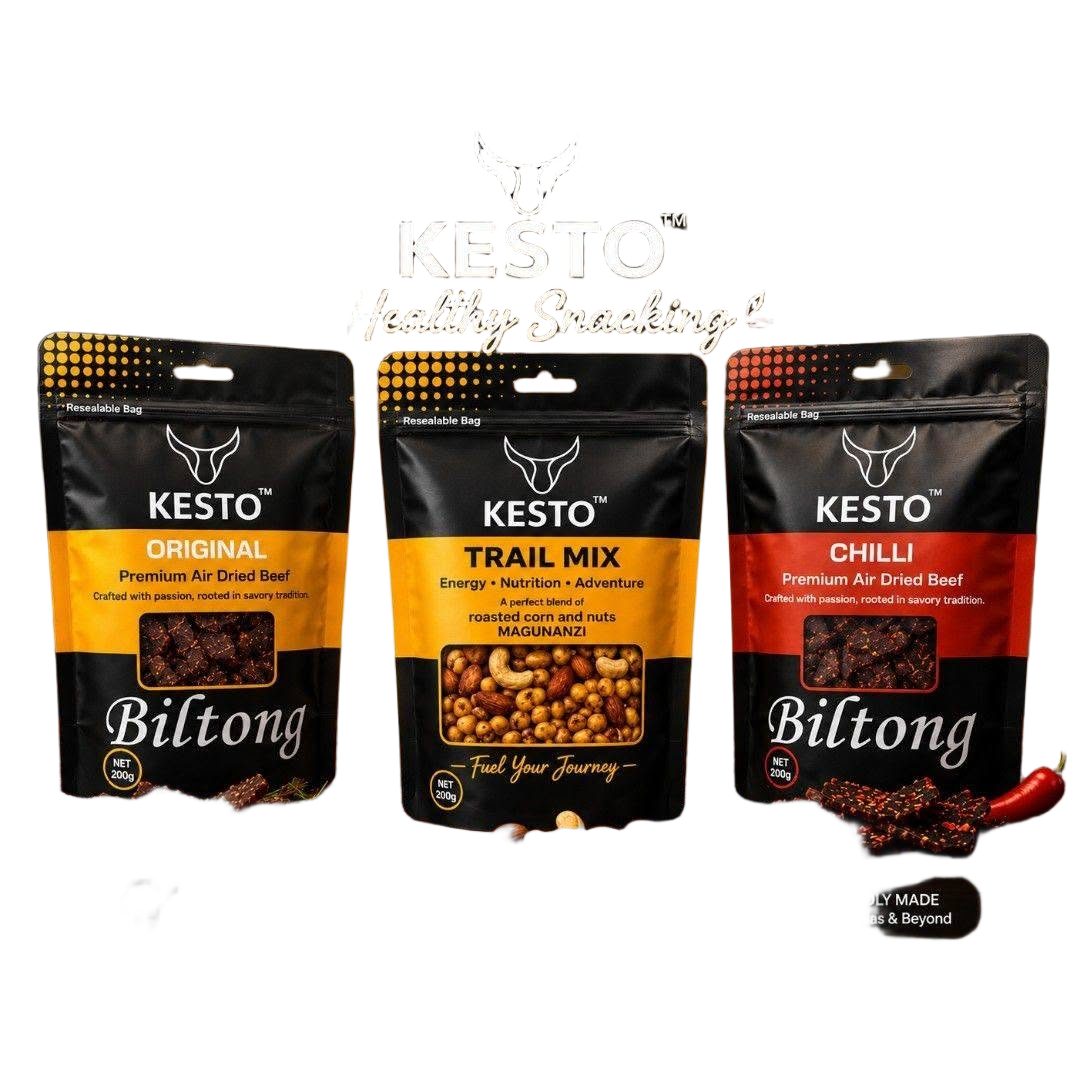 KESTO™
Healthy Snacking
Resealable Bag
KESTO™
ORIGINAL
Premium Air Dried Beef
Crafted with passion, rooted in savory tradition.
Biltong
NET
200g
Resealable Bag
KESTO™
TRAIL MIX
Energy • Nutrition • Adventure
A perfect blend of
roasted corn and nuts
MAGUNANZI
Fuel Your Journey
NET
200g
Resealable Bag
KESTO™
CHILLI
Premium Air Dried Beef
Crafted with passion, rooted in savory tradition.
Biltong
NET
200g
MADE
& Beyond